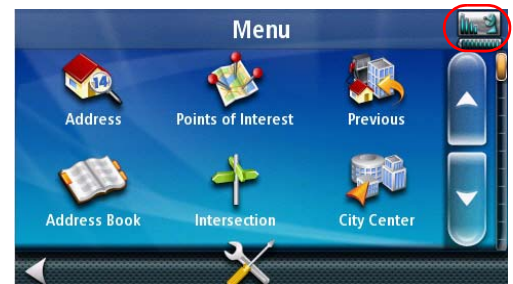 Menu
14
Address
Points of Interest
Previous
Address Book
Intersection
City Center